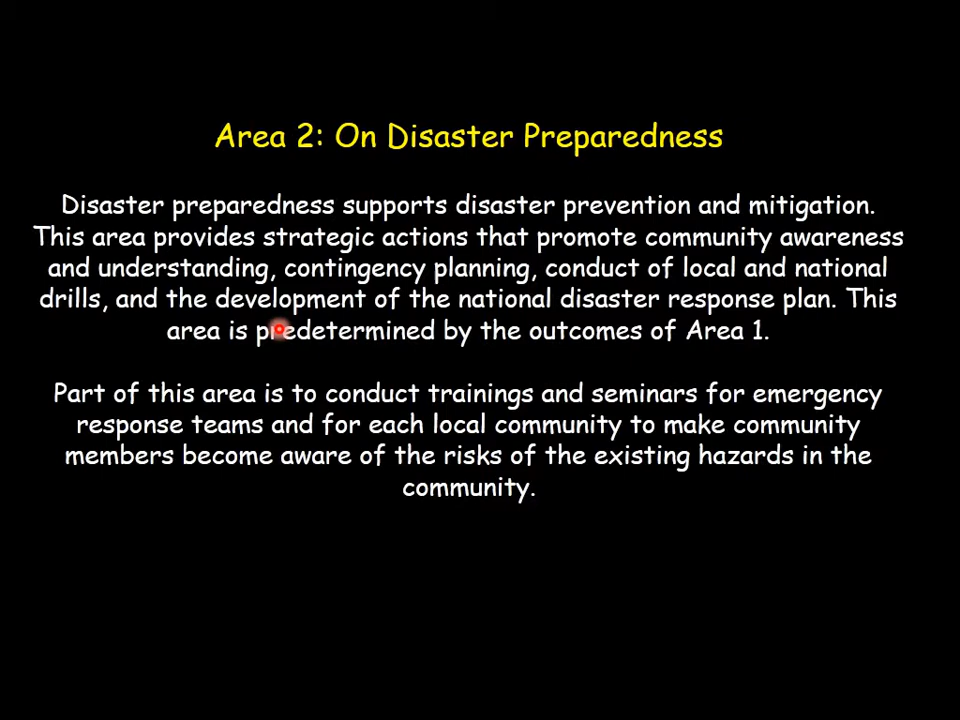 Area 2: On Disaster Preparedness
Disaster preparedness supports disaster prevention and mitigation.
This area provides strategic actions that promote community awareness
and understanding, contingency planning, conduct of local and national
drills, and the development of the national disaster response plan. This
area is predetermined by the outcomes of Area 1.
Part of this area is to conduct trainings and seminars for emergency
response teams and for each local community to make community
members become aware of the risks of the existing hazards in the
community.